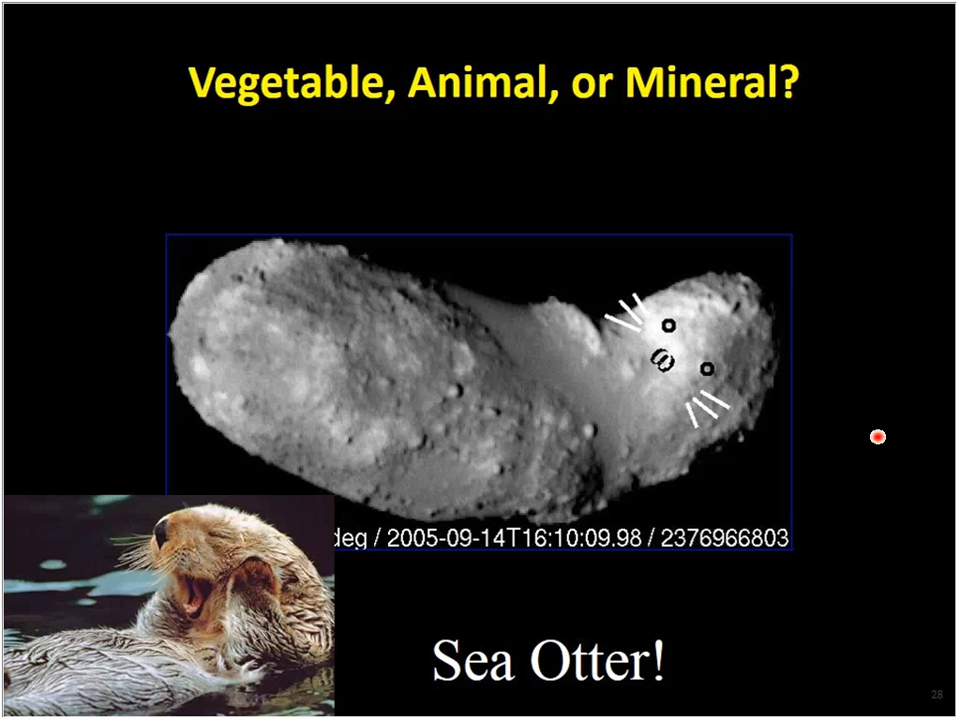 Vegetable, Animal, or Mineral?
deg / 2005-09-14T16:10:09.98 / 2376966803
Sea Otter!
28